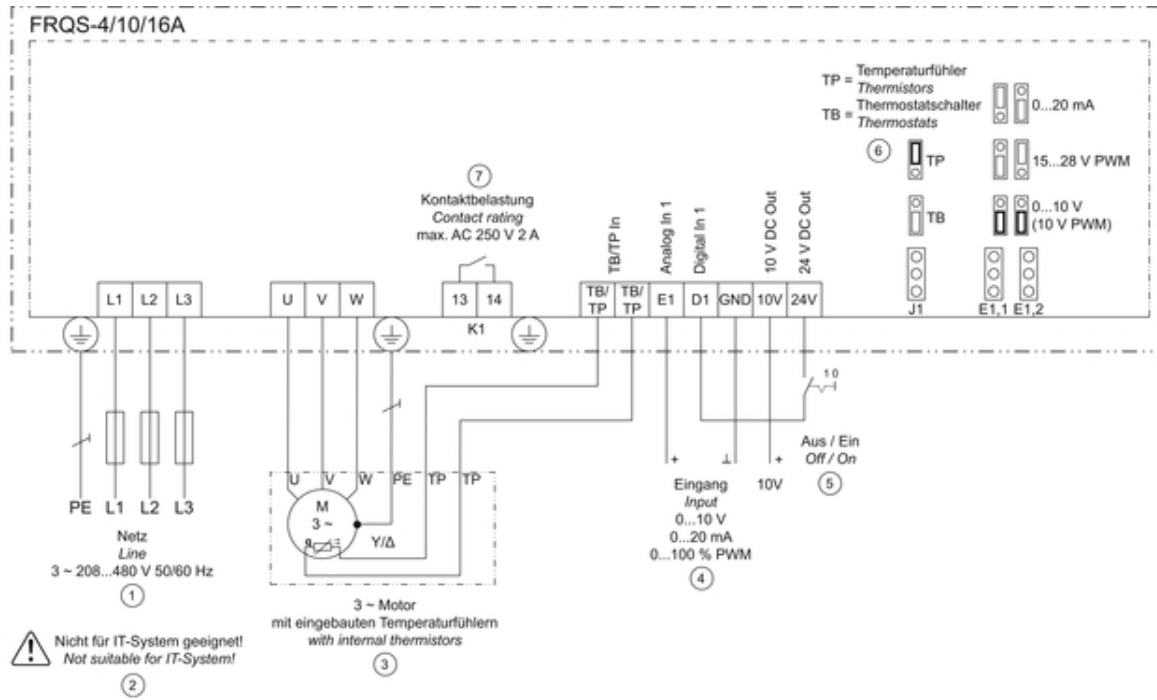 FRQS-4/10/16A
TP = Temperaturfühler
Thermistors
TB = Thermostatschalter
Thermostats
6
TP
TB
J1
0...20 mA
15...28 V PWM
0...10 V
(10 V PWM)
E1,1 E1,2
7
Kontaktbelastung
Contact rating
max. AC 250 V 2 A
TB/TP In
Analog In 1
Digital In 1
10 V DC Out
24 V DC Out
L1 L2 L3
U V W
13 14
K1
TB/TP TB/TP E1 D1 GND 10V 24V
1 0
Aus / Ein
Off / On
5
+ ⊥ +
Eingang
Input
0...10 V
0...20 mA
0...100 % PWM
4
10V
PE L1 L2 L3
Netz
Line
3 ~ 208...480 V 50/60 Hz
1
U V W PE TP TP
M
3 ~
Y/Δ
3 ~ Motor
mit eingebauten Temperaturfühlern
with internal thermistors
3
Nicht für IT-System geeignet!
Not suitable for IT-System!
2